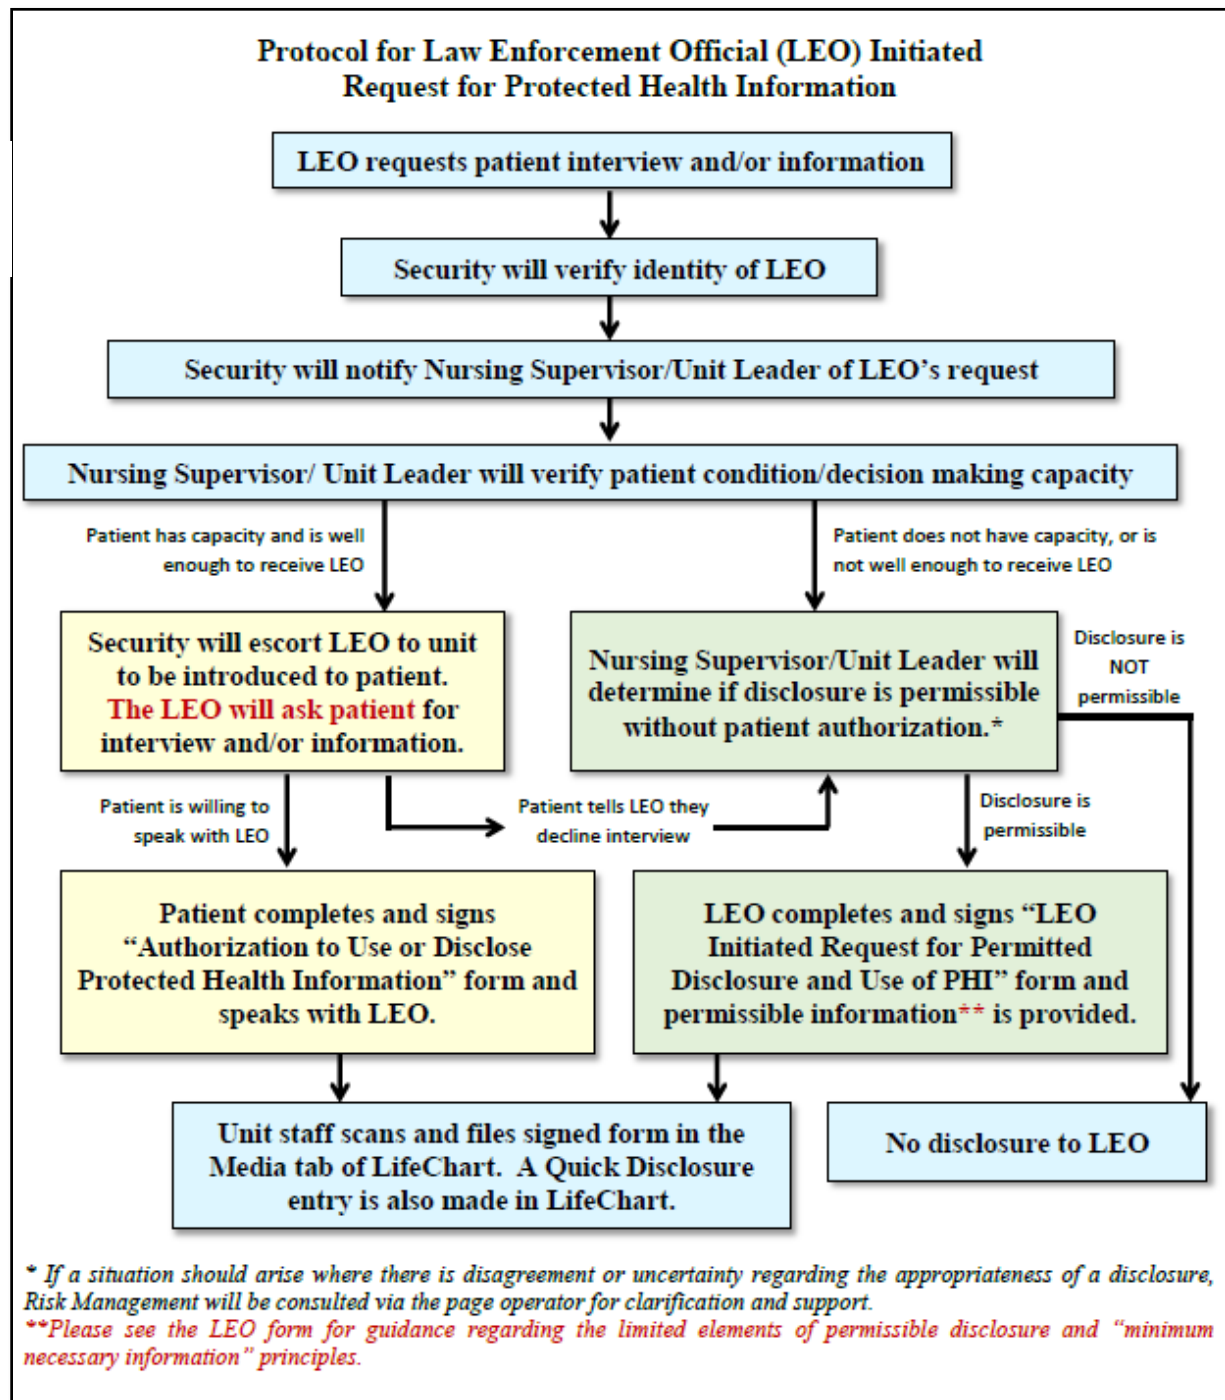 Protocol for Law Enforcement Official (LEO) Initiated
Request for Protected Health Information
LEO requests patient interview and/or information
Security will verify identity of LEO
Security will notify Nursing Supervisor/Unit Leader of LEO’s request
Nursing Supervisor/ Unit Leader will verify patient condition/decision making capacity
Patient has capacity and is well
enough to receive LEO
Patient does not have capacity, or is
not well enough to receive LEO
Security will escort LEO to unit
to be introduced to patient.
The LEO will ask patient for
interview and/or information.
Nursing Supervisor/Unit Leader will
determine if disclosure is permissible
without patient authorization.*
Disclosure is
NOT
permissible
Patient is willing to
speak with LEO
Patient tells LEO they
decline interview
Disclosure is
permissible
Patient completes and signs
“Authorization to Use or Disclose
Protected Health Information” form and
speaks with LEO.
LEO completes and signs “LEO
Initiated Request for Permitted
Disclosure and Use of PHI” form and
permissible information** is provided.
Unit staff scans and files signed form in the
Media tab of LifeChart.  A Quick Disclosure
entry is also made in LifeChart.
No disclosure to LEO
* If a situation should arise where there is disagreement or uncertainty regarding the appropriateness of a disclosure,
Risk Management will be consulted via the page operator for clarification and support.
**Please see the LEO form for guidance regarding the limited elements of permissible disclosure and “minimum
necessary information” principles.